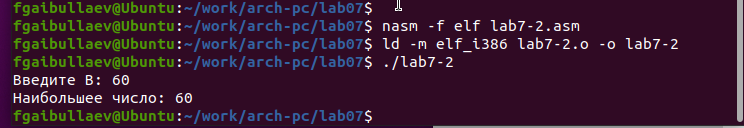 fgaibullaev@Ubuntu:~/work/arch-pc/lab07$
fgaibullaev@Ubuntu:~/work/arch-pc/lab07$ nasm -f elf lab7-2.asm
fgaibullaev@Ubuntu:~/work/arch-pc/lab07$ ld -m elf_i386 lab7-2.o -o lab7-2
fgaibullaev@Ubuntu:~/work/arch-pc/lab07$ ./lab7-2
Введите B: 60
Наибольшее число: 60
fgaibullaev@Ubuntu:~/work/arch-pc/lab07$